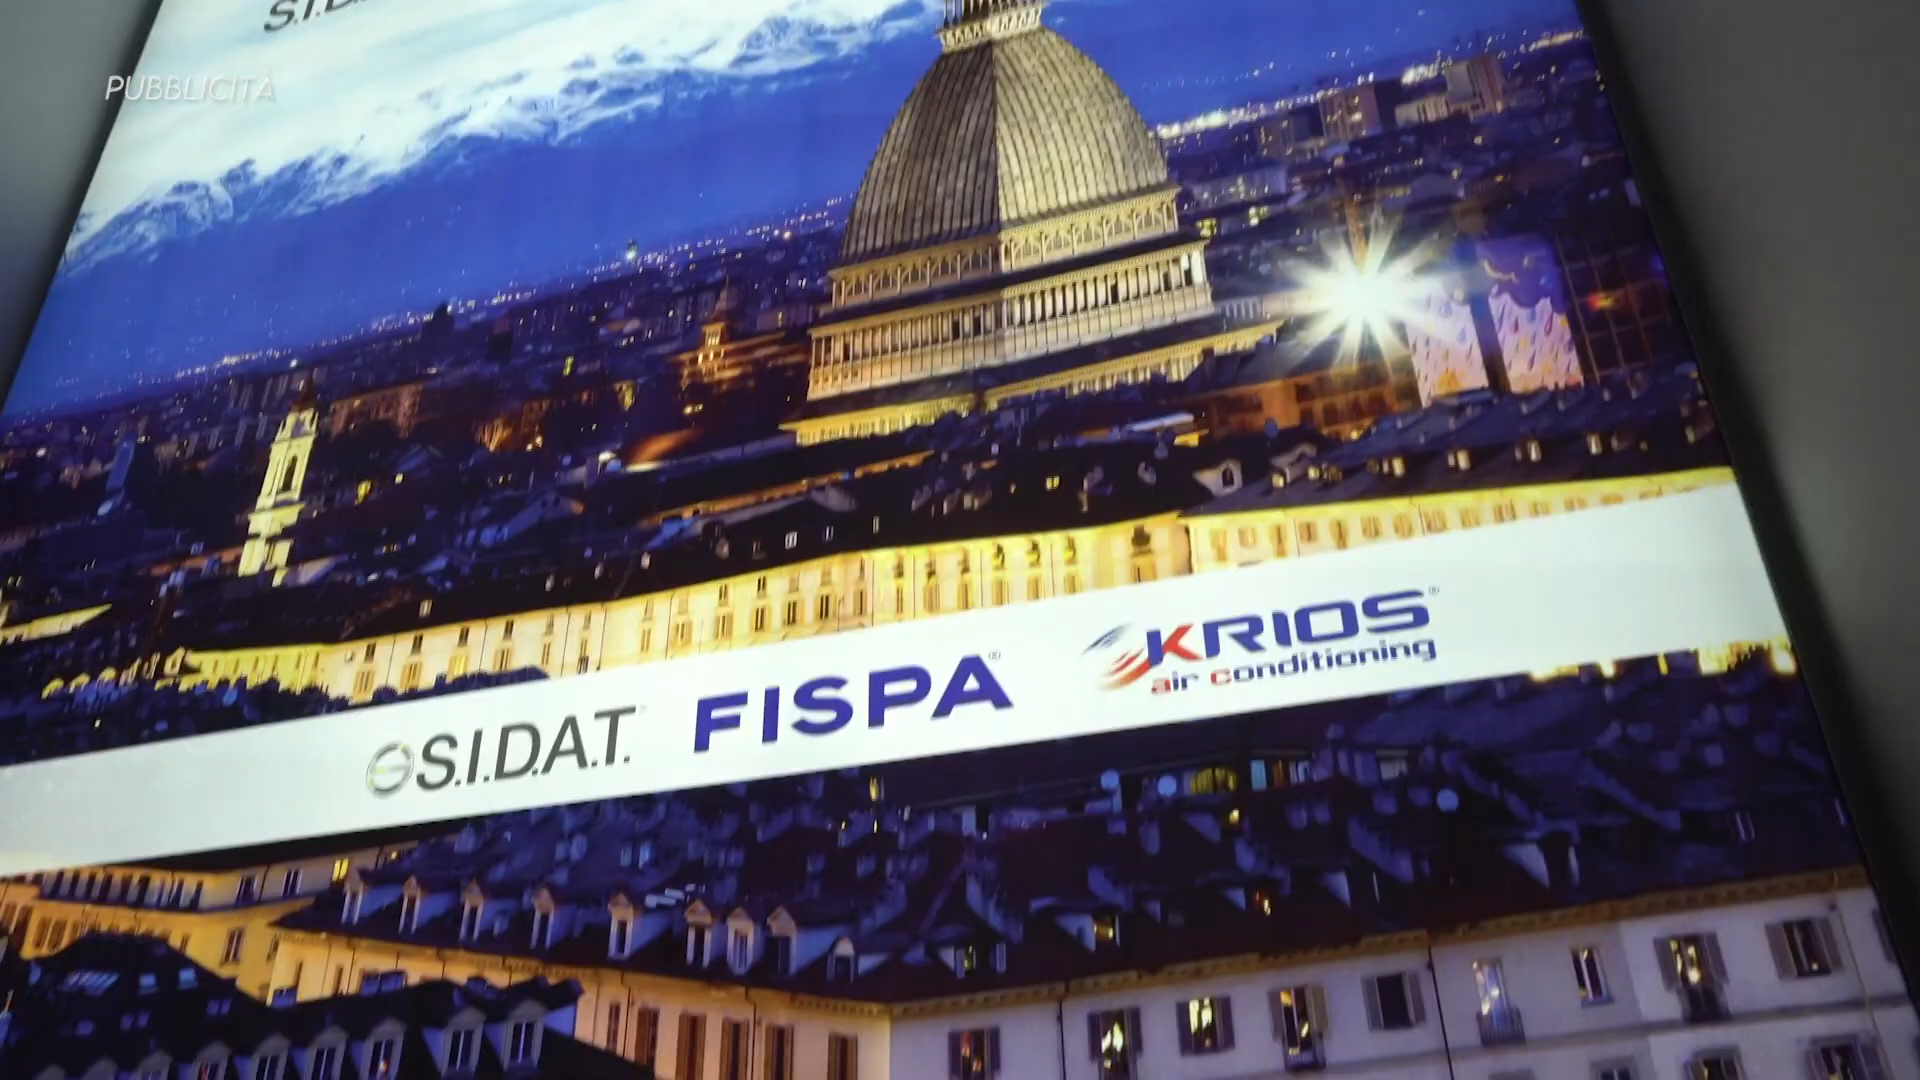 S.I.D.
PUBBLICITÀ
S.I.D.A.T.
FISPA®
KRIOS®
air conditioning